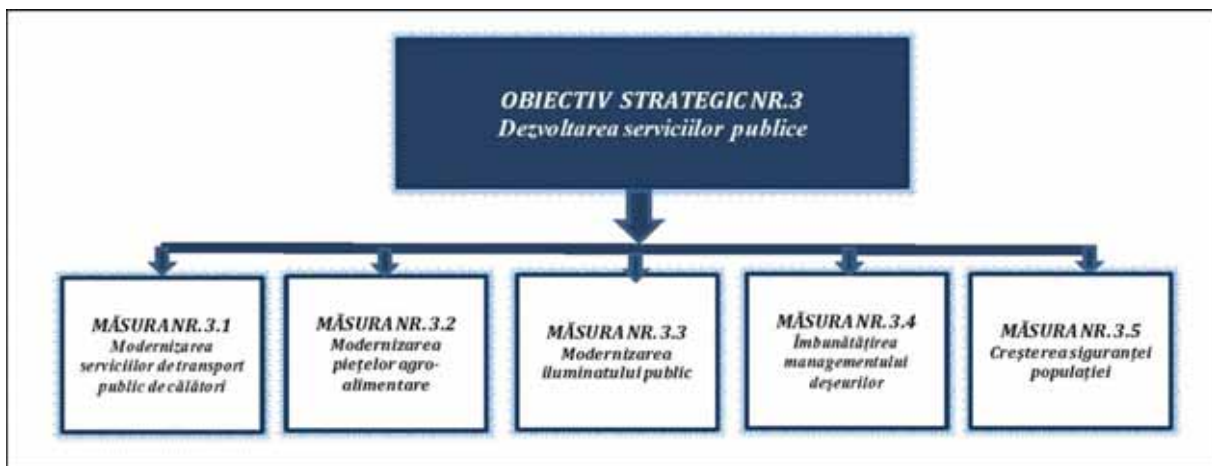 OBIECTIV STRATEGIC NR.3
Dezvoltarea serviciilor publice
MĂSURA NR. 3.1
Modernizarea
serviciilor de transport
public de călători
MĂSURA NR. 3.2
Modernizarea
piețelor agro-
alimentare
MĂSURA NR. 3.3
Modernizarea
iluminatului public
MĂSURA NR. 3.4
Îmbunătățirea
managementului
deșeurilor
MĂSURA NR. 3.5
Creșterea siguranței
populației